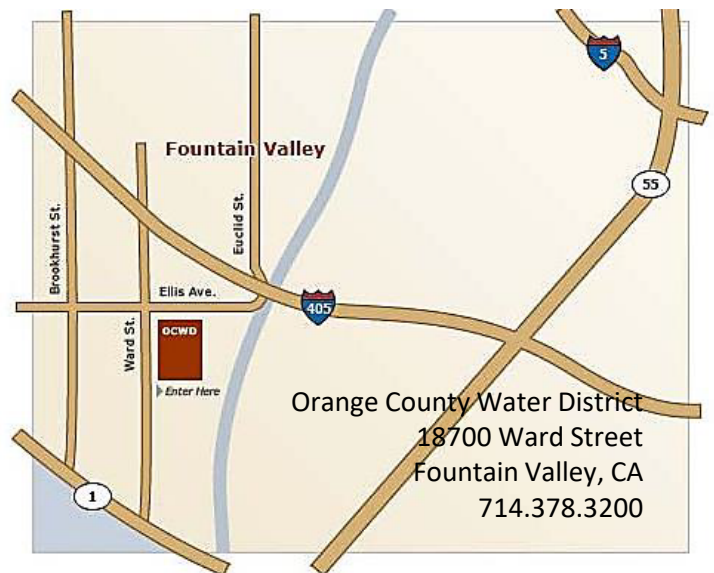 5
Fountain Valley
55
Brookhurst St.
Euclid St.
Ellis Ave.
405
Ward St.
OCWD
Enter Here
1
Orange County Water District
18700 Ward Street
Fountain Valley, CA
714.378.3200